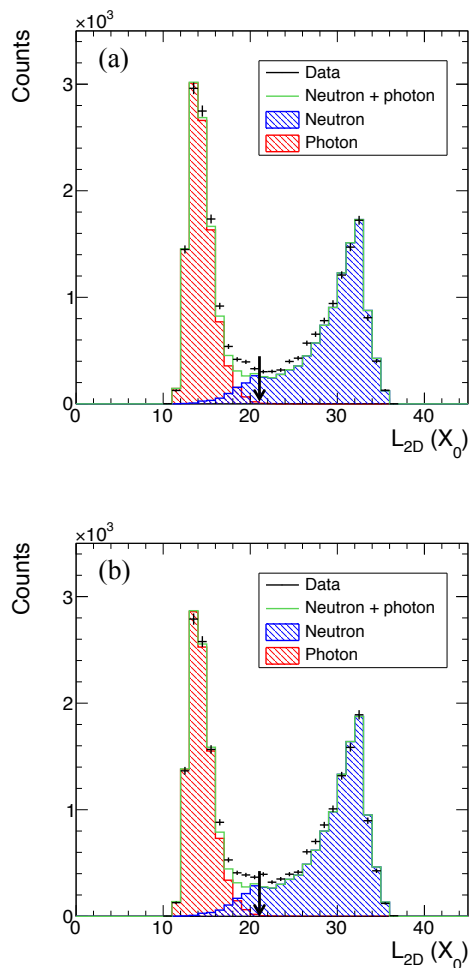 ×10³
Counts
(a)
Data
Neutron + photon
Neutron
Photon
3
2
1
0
0 10 20 30 40
L₂D (X₀)
×10³
Counts
(b)
Data
Neutron + photon
Neutron
Photon
3
2
1
0
0 10 20 30 40
L₂D (X₀)